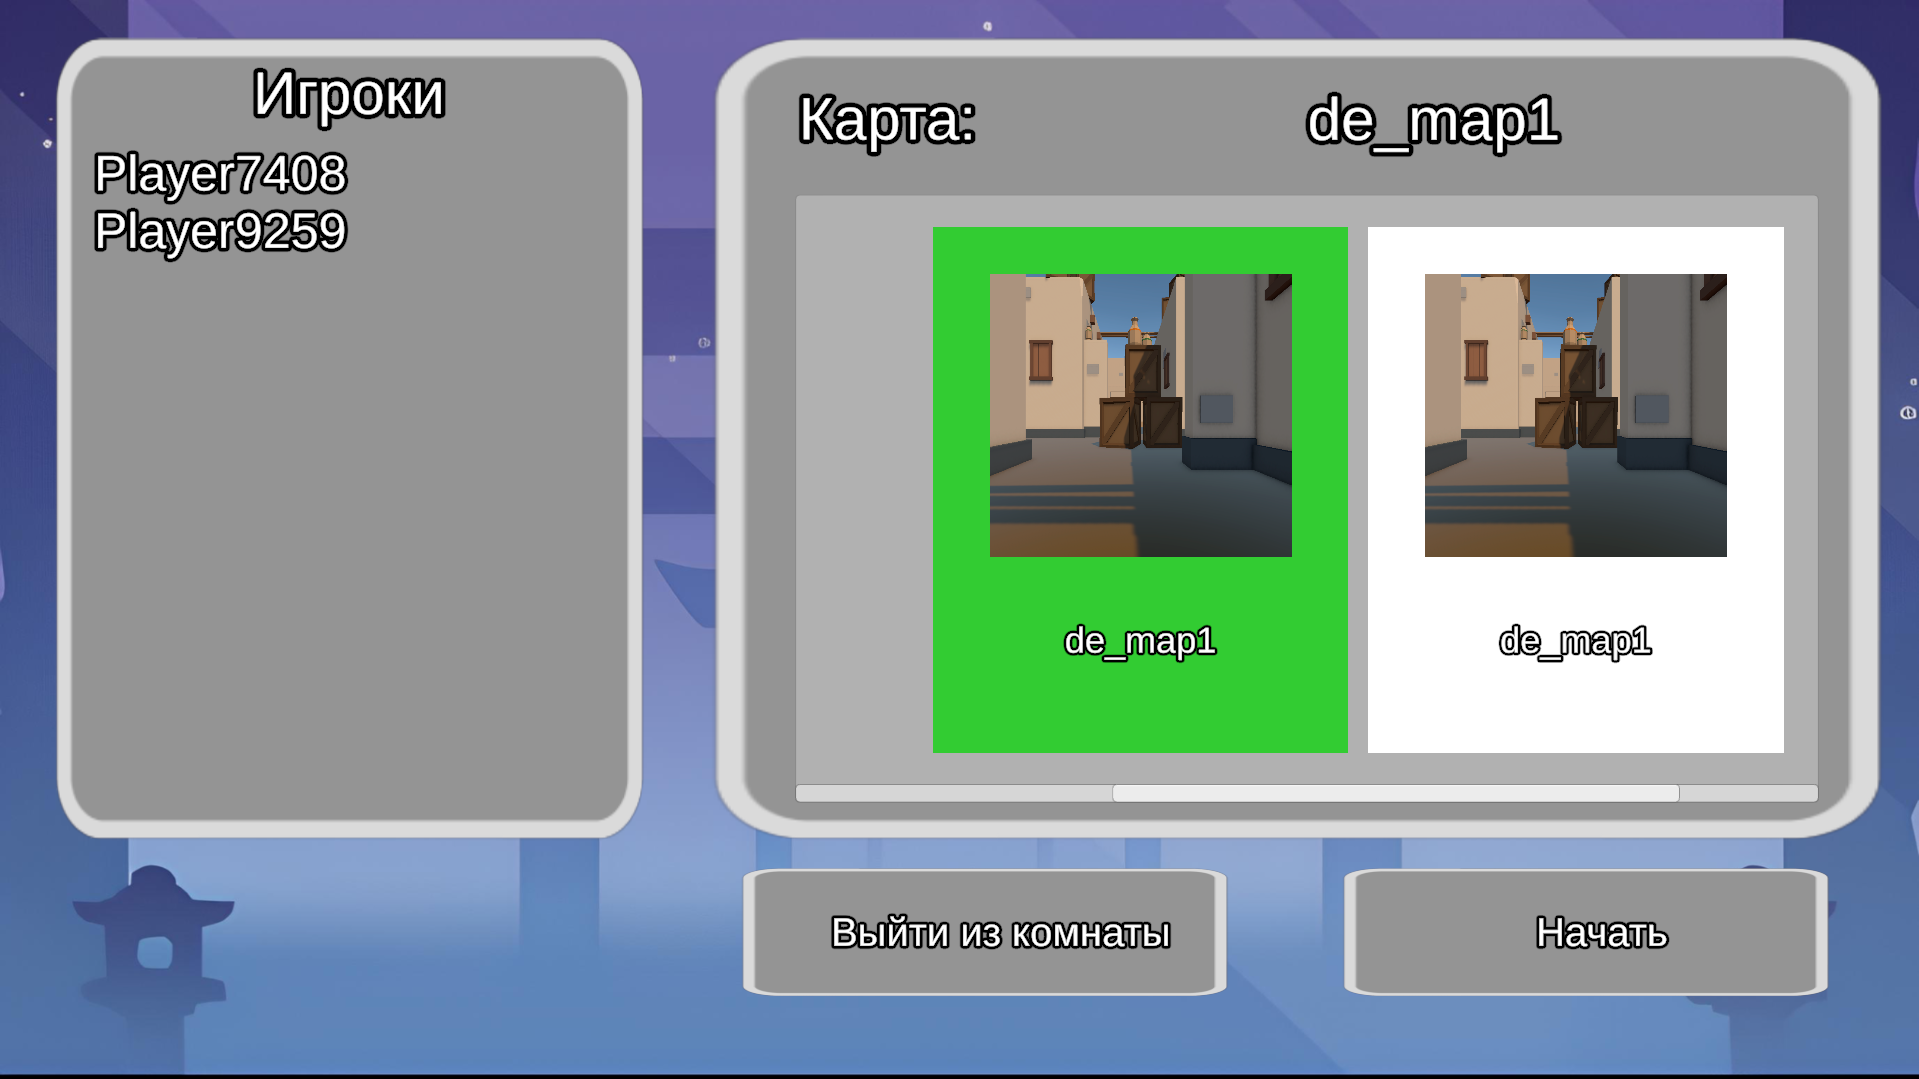 Игроки
Player7408
Player9259
Карта:
de_map1
de_map1
de_map1
Выйти из комнаты
Начать